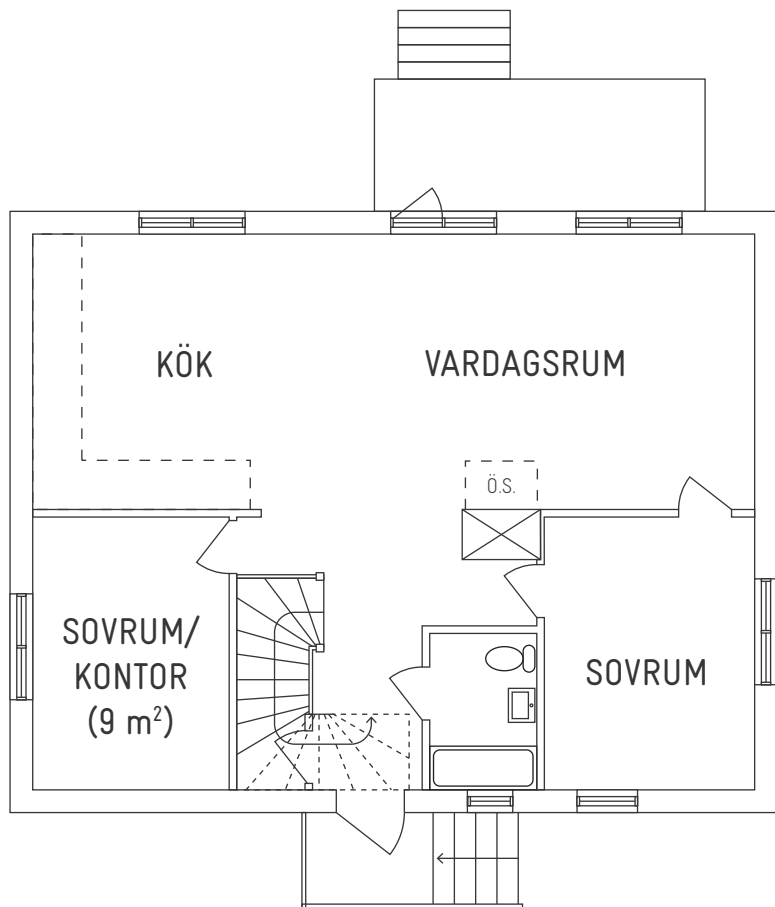 KÖK
VARDAGSRUM
Ö.S.
SOVRUM/
KONTOR
(9 m²)
SOVRUM